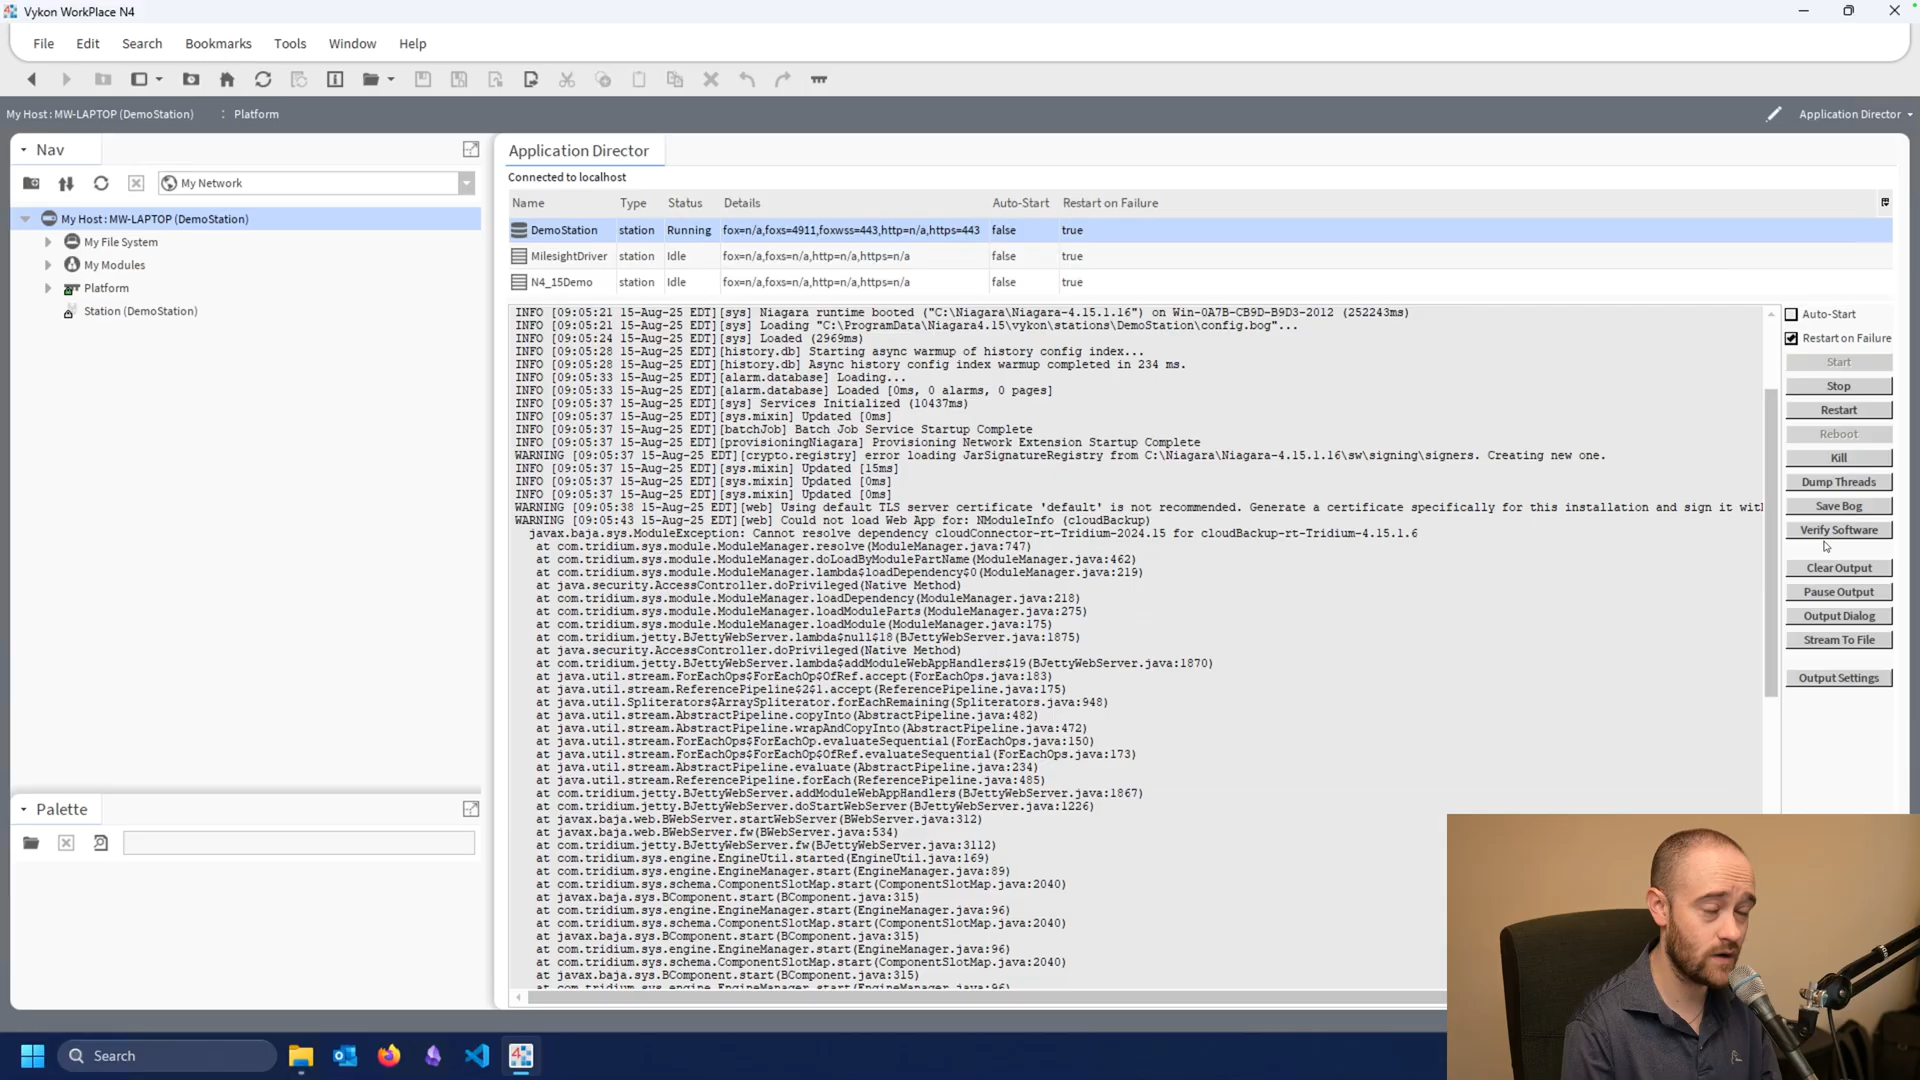 Vykon WorkPlace N4
File Edit Search Bookmarks Tools Window Help
My Host : MW-LAPTOP (DemoStation) : Platform
Application Director
Nav
My Network
My Host : MW-LAPTOP (DemoStation)
My File System
My Modules
Platform
Station (DemoStation)
Palette
Application Director
Connected to localhost
Name Type Status Details Auto-Start Restart on Failure
DemoStation station Running fox=n/a,foxs=4911,foxwss=443,http=n/a,https=443 false true
MilesightDriver station Idle fox=n/a,foxs=n/a,http=n/a,https=n/a false true
N4_15Demo station Idle fox=n/a,foxs=n/a,http=n/a,https=n/a false true
INFO [09:05:21 15-Aug-25 EDT][sys] Niagara runtime booted ("C:\Niagara\Niagara-4.15.1.16") on Win-0A7B-CB9D-B9D3-2012 (252243ms)
INFO [09:05:21 15-Aug-25 EDT][sys] Loading "C:\ProgramData\Niagara4.15\vykon\stations\DemoStation\config.bog"...
INFO [09:05:24 15-Aug-25 EDT][sys] Loaded (2969ms)
INFO [09:05:28 15-Aug-25 EDT][history.db] Starting async warmup of history config index...
INFO [09:05:28 15-Aug-25 EDT][history.db] Async history config index warmup completed in 234 ms.
INFO [09:05:33 15-Aug-25 EDT][alarm.database] Loading...
INFO [09:05:33 15-Aug-25 EDT][alarm.database] Loaded [0ms, 0 alarms, 0 pages]
INFO [09:05:37 15-Aug-25 EDT][sys] Services Initialized (10437ms)
INFO [09:05:37 15-Aug-25 EDT][sys.mixin] Updated [0ms]
INFO [09:05:37 15-Aug-25 EDT][batchJob] Batch Job Service Startup Complete
INFO [09:05:37 15-Aug-25 EDT][provisioningNiagara] Provisioning Network Extension Startup Complete
WARNING [09:05:37 15-Aug-25 EDT][crypto.registry] error loading JarSignatureRegistry from C:\Niagara\Niagara-4.15.1.16\sw\signing\signers. Creating new one.
INFO [09:05:37 15-Aug-25 EDT][sys.mixin] Updated [15ms]
INFO [09:05:37 15-Aug-25 EDT][sys.mixin] Updated [0ms]
INFO [09:05:37 15-Aug-25 EDT][sys.mixin] Updated [0ms]
WARNING [09:05:38 15-Aug-25 EDT][web] Using default TLS server certificate 'default' is not recommended. Generate a certificate specifically for this installation and sign it wit
WARNING [09:05:43 15-Aug-25 EDT][web] Could not load Web App for: NModuleInfo (cloudBackup)
javax.baja.sys.ModuleException: Cannot resolve dependency cloudConnector-rt-Tridium-2024.15 for cloudBackup-rt-Tridium-4.15.1.6
at com.tridium.sys.module.ModuleManager.resolve(ModuleManager.java:747)
at com.tridium.sys.module.ModuleManager.doLoadByModulePartName(ModuleManager.java:462)
at com.tridium.sys.module.ModuleManager.lambda$loadDependency$0(ModuleManager.java:219)
at java.security.AccessController.doPrivileged(Native Method)
at com.tridium.sys.module.ModuleManager.loadDependency(ModuleManager.java:218)
at com.tridium.sys.module.ModuleManager.loadModuleParts(ModuleManager.java:275)
at com.tridium.sys.module.ModuleManager.loadModule(ModuleManager.java:175)
at com.tridium.jetty.BJettyWebServer.lambda$null$18(BJettyWebServer.java:1875)
at java.security.AccessController.doPrivileged(Native Method)
at com.tridium.jetty.BJettyWebServer.lambda$addModuleWebAppHandlers$19(BJettyWebServer.java:1870)
at java.util.stream.ForEachOps$ForEachOp$OfRef.accept(ForEachOps.java:183)
at java.util.stream.ReferencePipeline$2$1.accept(ReferencePipeline.java:175)
at java.util.Spliterators$ArraySpliterator.forEachRemaining(Spliterators.java:948)
at java.util.stream.AbstractPipeline.copyInto(AbstractPipeline.java:482)
at java.util.stream.AbstractPipeline.wrapAndCopyInto(AbstractPipeline.java:472)
at java.util.stream.ForEachOps$ForEachOp.evaluateSequential(ForEachOps.java:150)
at java.util.stream.ForEachOps$ForEachOp$OfRef.evaluateSequential(ForEachOps.java:173)
at java.util.stream.AbstractPipeline.evaluate(AbstractPipeline.java:234)
at java.util.stream.ReferencePipeline.forEach(ReferencePipeline.java:485)
at com.tridium.jetty.BJettyWebServer.addModuleWebAppHandlers(BJettyWebServer.java:1867)
at com.tridium.jetty.BJettyWebServer.doStartWebServer(BJettyWebServer.java:1226)
at javax.baja.web.BWebServer.startWebServer(BWebServer.java:312)
at javax.baja.web.BWebServer.fw(BWebServer.java:534)
at com.tridium.jetty.BJettyWebServer.fw(BJettyWebServer.java:3112)
at com.tridium.sys.engine.EngineUtil.started(EngineUtil.java:169)
at com.tridium.sys.engine.EngineManager.start(EngineManager.java:89)
at com.tridium.sys.schema.ComponentSlotMap.start(ComponentSlotMap.java:2040)
at javax.baja.sys.BComponent.start(BComponent.java:315)
at com.tridium.sys.engine.EngineManager.start(EngineManager.java:96)
at com.tridium.sys.schema.ComponentSlotMap.start(ComponentSlotMap.java:2040)
at javax.baja.sys.BComponent.start(BComponent.java:315)
at com.tridium.sys.engine.EngineManager.start(EngineManager.java:96)
at com.tridium.sys.schema.ComponentSlotMap.start(ComponentSlotMap.java:2040)
at javax.baja.sys.BComponent.start(BComponent.java:315)
at com.tridium.sys.engine.EngineManager.start(EngineManager.java:96)
Auto-Start
Restart on Failure
Start
Stop
Restart
Reboot
Kill
Dump Threads
Save Bog
Verify Software
Clear Output
Pause Output
Output Dialog
Stream To File
Output Settings
Search